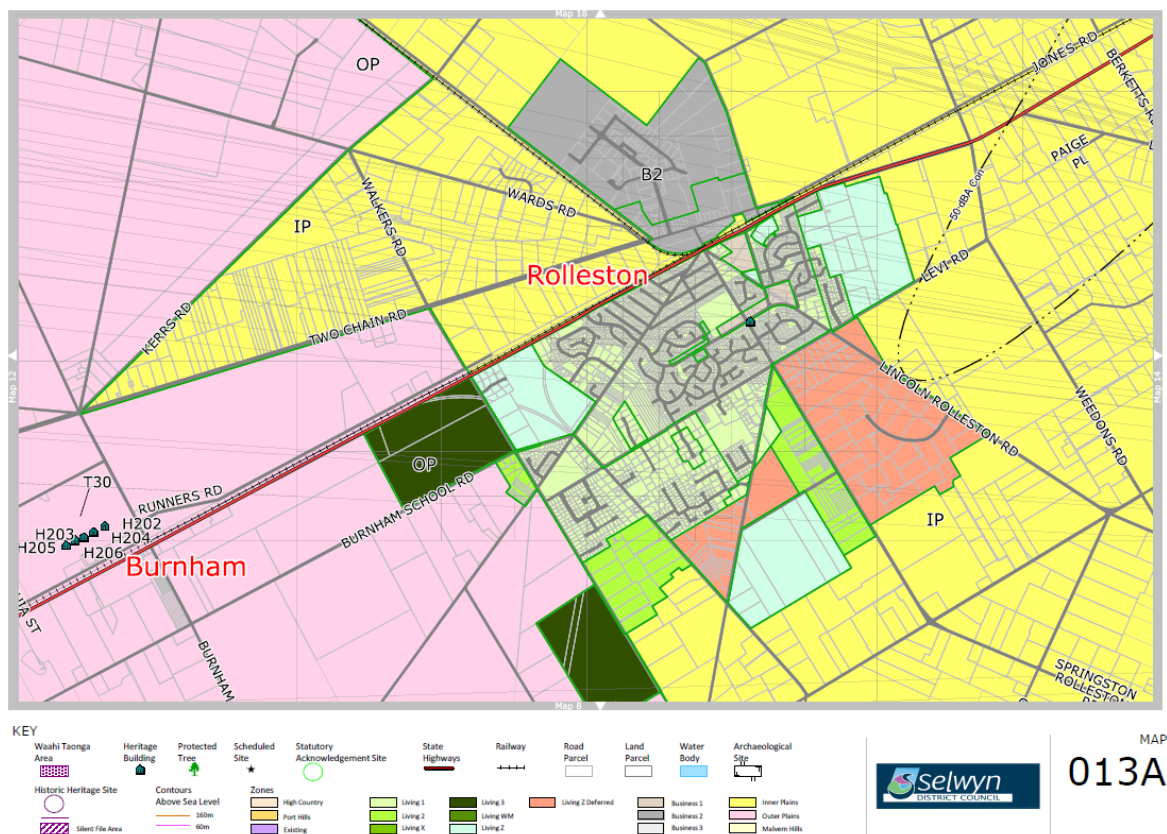 Map 18
OP
JONES RD
BERKETTS RD
PAIGE
PL
B2
WARDS RD
WALKERS RD
IP
50 dBA Con
Rolleston
LEVI RD
KERRS RD
TWO CHAIN RD
Map 12
Map 14
LINCOLN ROLLESTON RD
WEEDONS RD
OP
T30
RUNNERS RD
BURNHAM SCHOOL RD
H203
H202
H205
H204
H206
IP
Burnham
BURNHAM
SPRINGSTON
ROLLESTON
Map 8
KEY
Waahi Taonga
Area
Heritage
Building
Protected
Tree
Scheduled
Site
Statutory
Acknowledgement Site
State
Highways
Railway
Road
Parcel
Land
Parcel
Water
Body
Archaeological
Site
Historic Heritage Site
Silent File Area
Contours
Above Sea Level
160m
60m
Zones
High Country
Port Hills
Existing
Living 1
Living 2
Living X
Living 3
Living WM
Living Z
Living Z Deferred
Business 1
Business 2
Business 3
Inner Plains
Outer Plains
Malvern Hills
Selwyn
DISTRICT COUNCIL
MAP
013A